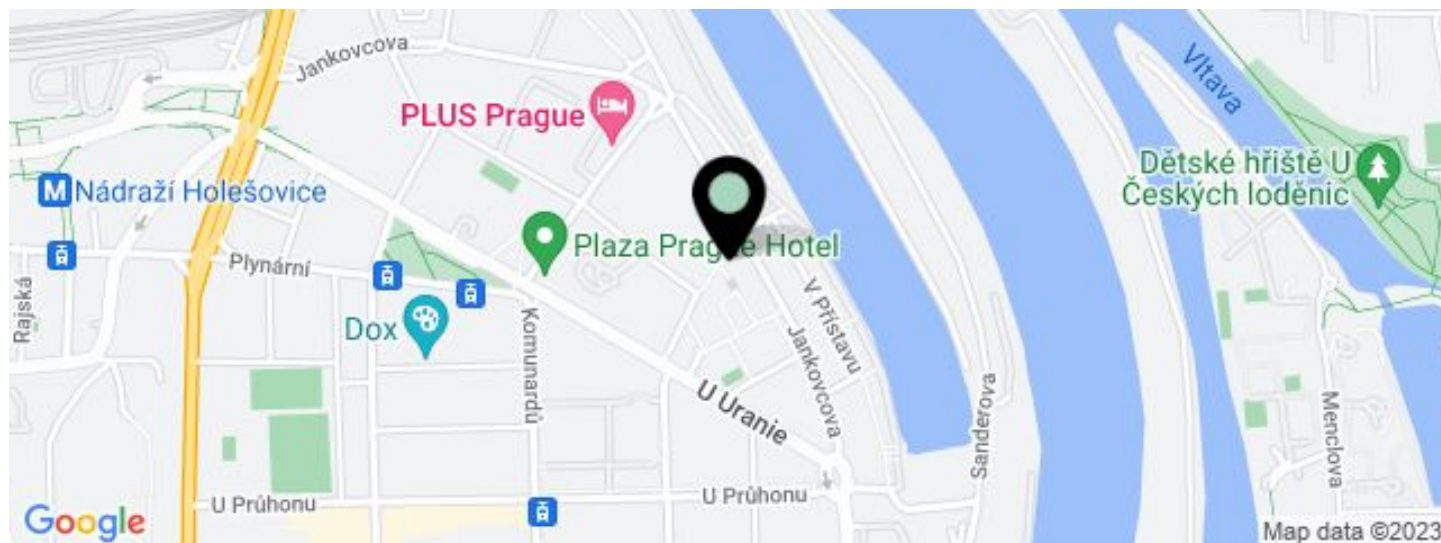 Jankovcova
PLUS Prague
Vltava
Dětské hřiště U
Českých loděnic
M Nádraží Holešovice
Plaza Prague Hotel
Plynární
Rajská
Dox
Komunardů
V Přístavu
Jankovcova
U Uranie
Sanderova
Menclova
U Průhonu
U Průhonu
Google
Map data ©2023